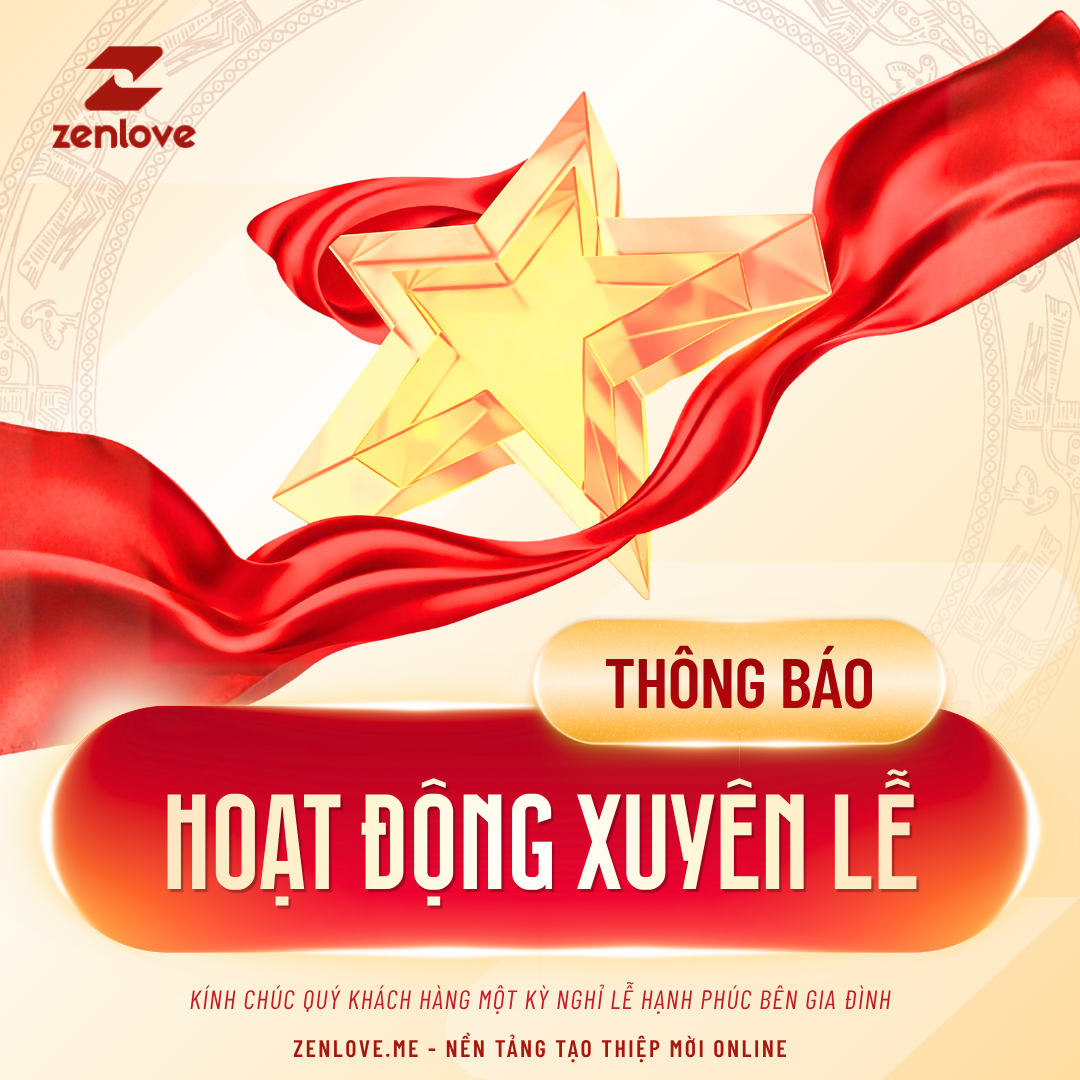 zenlove
THÔNG BÁO
HOẠT ĐỘNG XUYÊN LỄ
KÍNH CHÚC QUÝ KHÁCH HÀNG MỘT KỲ NGHỈ LỄ HẠNH PHÚC BÊN GIA ĐÌNH
ZENLOVE.ME - NỀN TẢNG TẠO THIỆP MỜI ONLINE